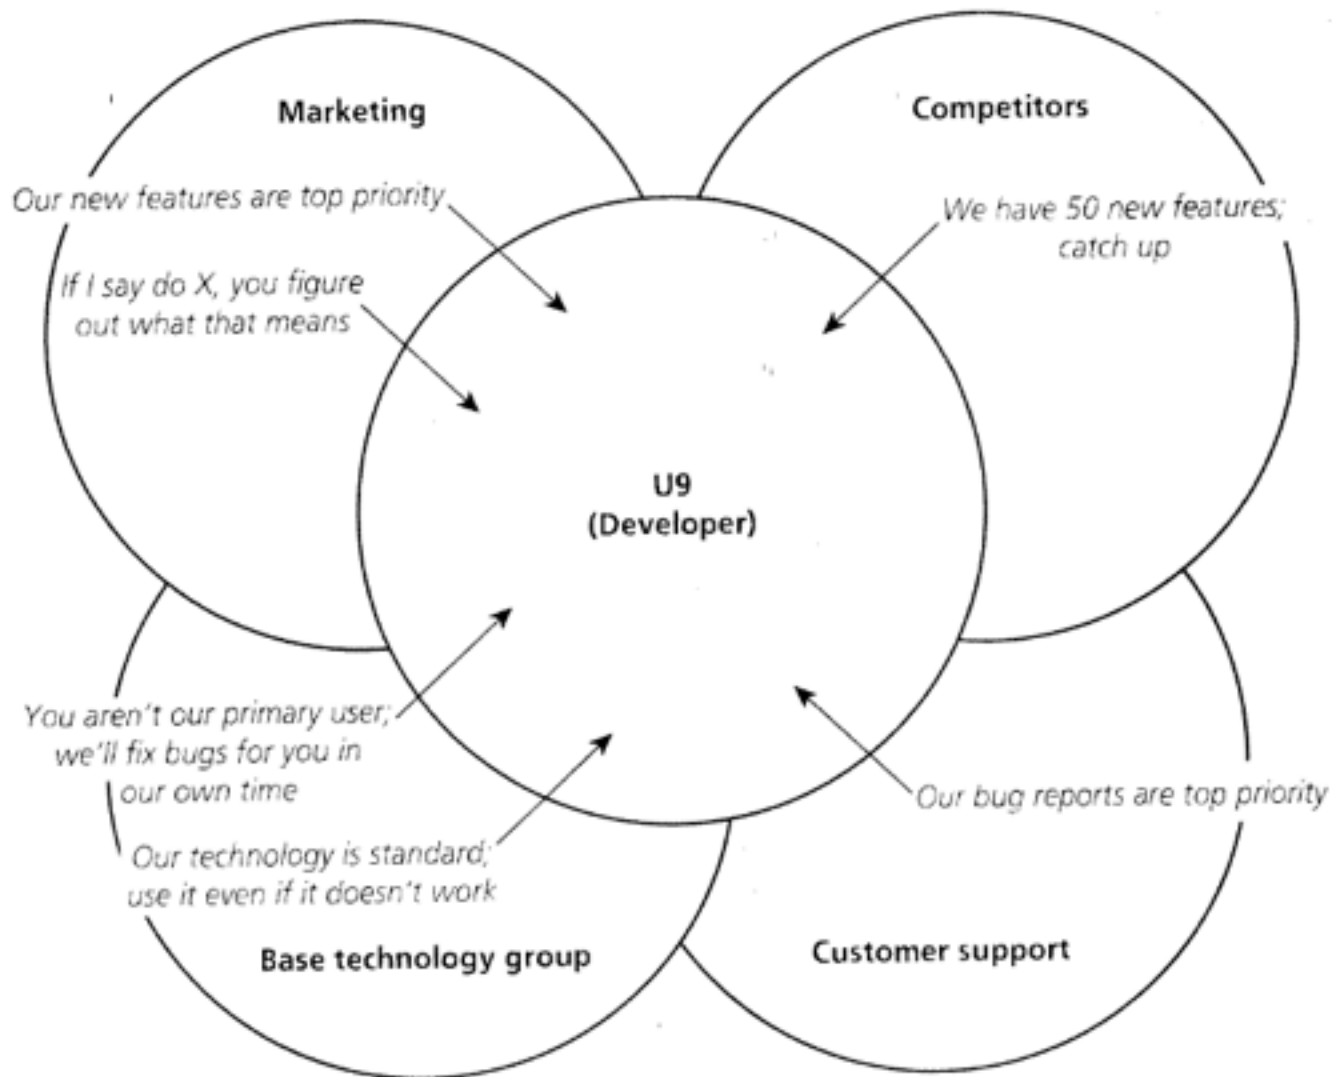 Marketing
Competitors
Our new features are top priority
We have 50 new features;
catch up
If I say do X, you figure
out what that means
U9
(Developer)
You aren't our primary user;
we'll fix bugs for you in
our own time
Our bug reports are top priority
Our technology is standard;
use it even if it doesn't work
Base technology group
Customer support